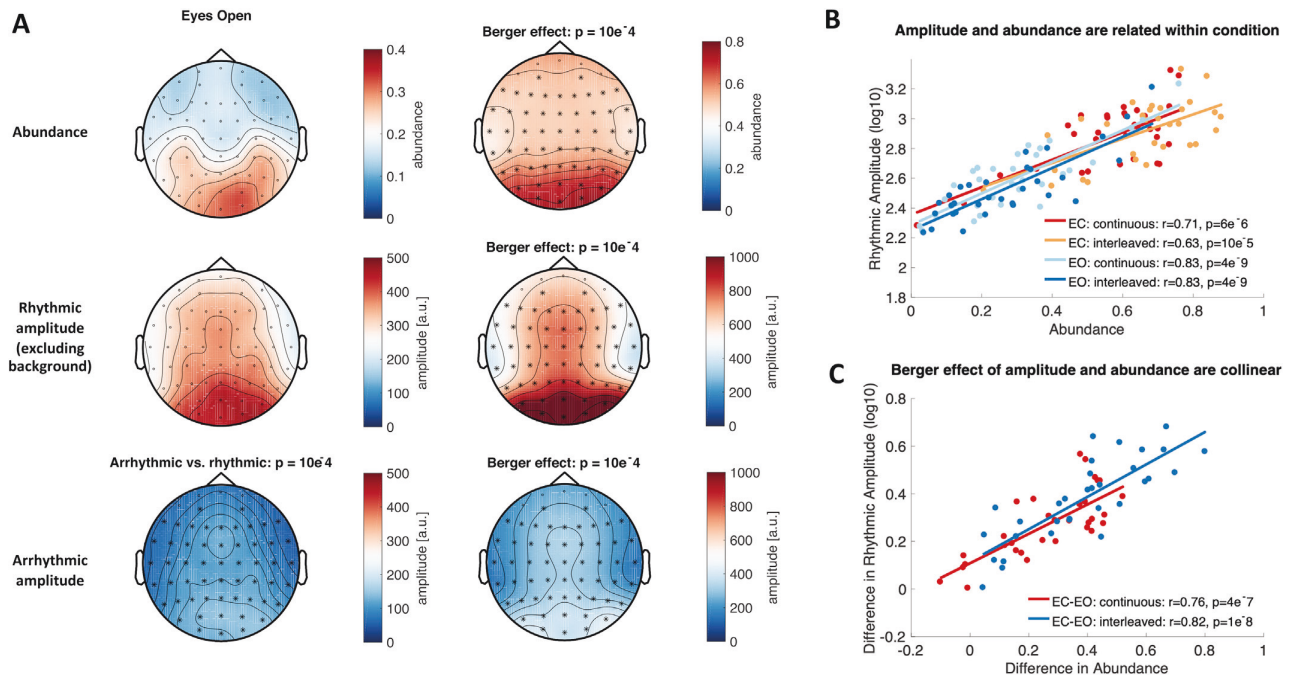 A
Eyes Open
Abundance
0.4
0.3
0.2
0.1
0
abundance
Berger effect: p = 10e⁻4
0.8
0.6
0.4
0.2
0
abundance
Rhythmic
amplitude
(excluding
background)
500
400
300
200
100
0
amplitude [a.u.]
Berger effect: p = 10e⁻4
1000
800
600
400
200
0
amplitude [a.u.]
Arrhythmic
amplitude
Arrhythmic vs. rhythmic: p = 10e⁻4
500
400
300
200
100
0
amplitude [a.u.]
Berger effect: p = 10e⁻4
1000
800
600
400
200
0
amplitude [a.u.]
B
Amplitude and abundance are related within condition
Rhythmic Amplitude (log10)
3.2
3
2.8
2.6
2.4
2.2
2
1.8
EC: continuous: r=0.71, p=6e⁻6
EC: interleaved: r=0.63, p=10e⁻5
EO: continuous: r=0.83, p=4e⁻9
EO: interleaved: r=0.83, p=4e⁻9
0 0.2 0.4 0.6 0.8 1
Abundance
C
Berger effect of amplitude and abundance are collinear
Difference in Rhythmic Amplitude (log10)
0.8
0.6
0.4
0.2
0
-0.2
EC-EO: continuous: r=0.76, p=4e⁻7
EC-EO: interleaved: r=0.82, p=1e⁻8
-0.2 0 0.2 0.4 0.6 0.8 1
Difference in Abundance